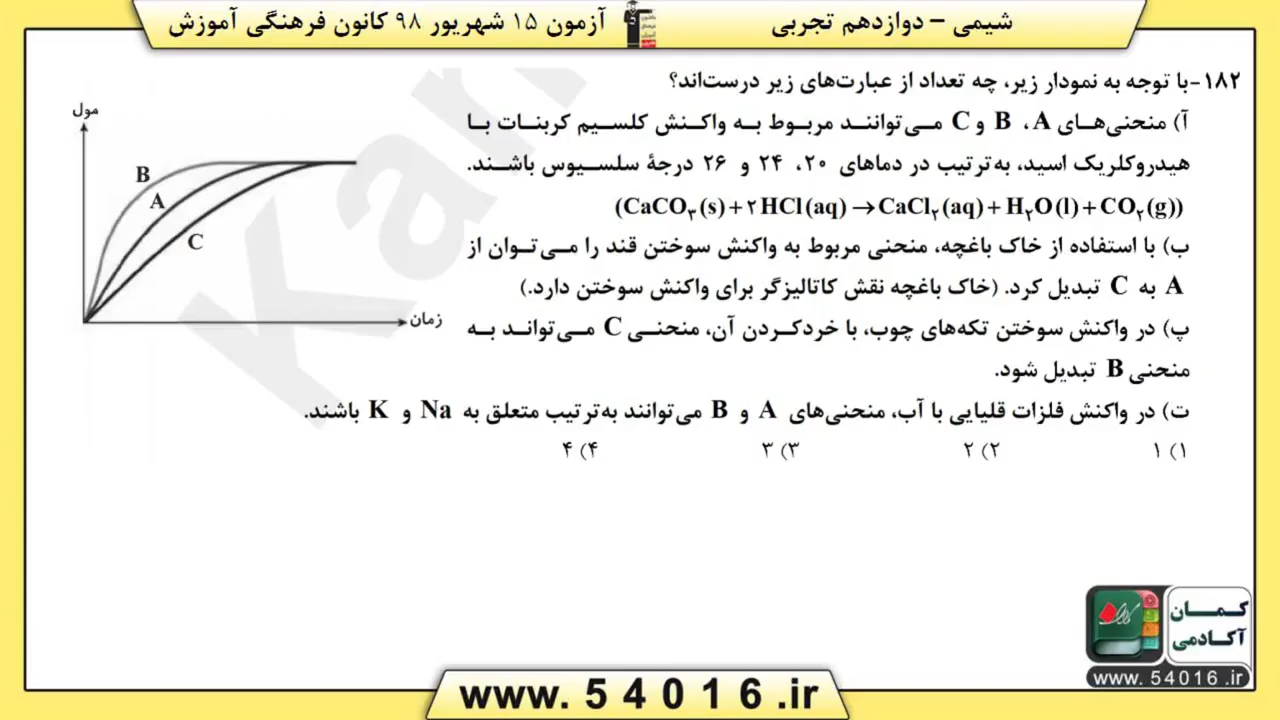 شیمی – دوازدهم تجربی
آزمون ۱۵ شهریور ۹۸ کانون فرهنگی آموزش
۱۸۲-با توجه به نمودار زیر، چه تعداد از عبارت‌های زیر درست‌اند؟
آ) منحنی‌های A، B و C می‌توانند مربوط به واکنش کلسیم کربنات با
هیدروکلریک اسید، به‌ترتیب در دماهای ۲۰، ۲۴ و ۲۶ درجهٔ سلسیوس باشند.
(CaCO۳(s)+۲HCl(aq)→CaCl۲(aq)+H۲O(l)+CO۲(g))
ب) با استفاده از خاک باغچه، منحنی مربوط به واکنش سوختن قند را می‌توان از
A به C تبدیل کرد. (خاک باغچه نقش کاتالیزگر برای واکنش سوختن دارد.)
پ) در واکنش سوختن تکه‌های چوب، با خردکردن آن، منحنی C می‌تواند به
منحنی B تبدیل شود.
ت) در واکنش فلزات قلیایی با آب، منحنی‌های A و B می‌توانند به‌ترتیب متعلق به Na و K باشند.
۱) ۱ ۲) ۲ ۳) ۳ ۴) ۴
مول
B
A
C
زمان
Kan
کمان
آکادمی
www. 54016 .ir
www. 54016 .ir